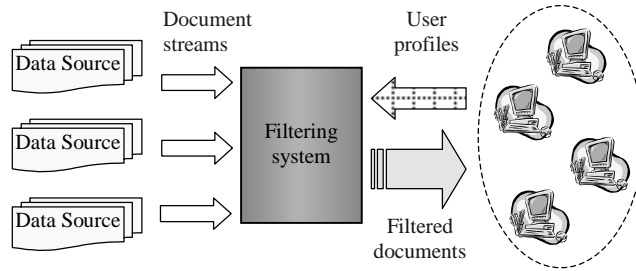 Document
streams
User
profiles
Data Source
Data Source
Data Source
Filtering
system
Filtered
documents